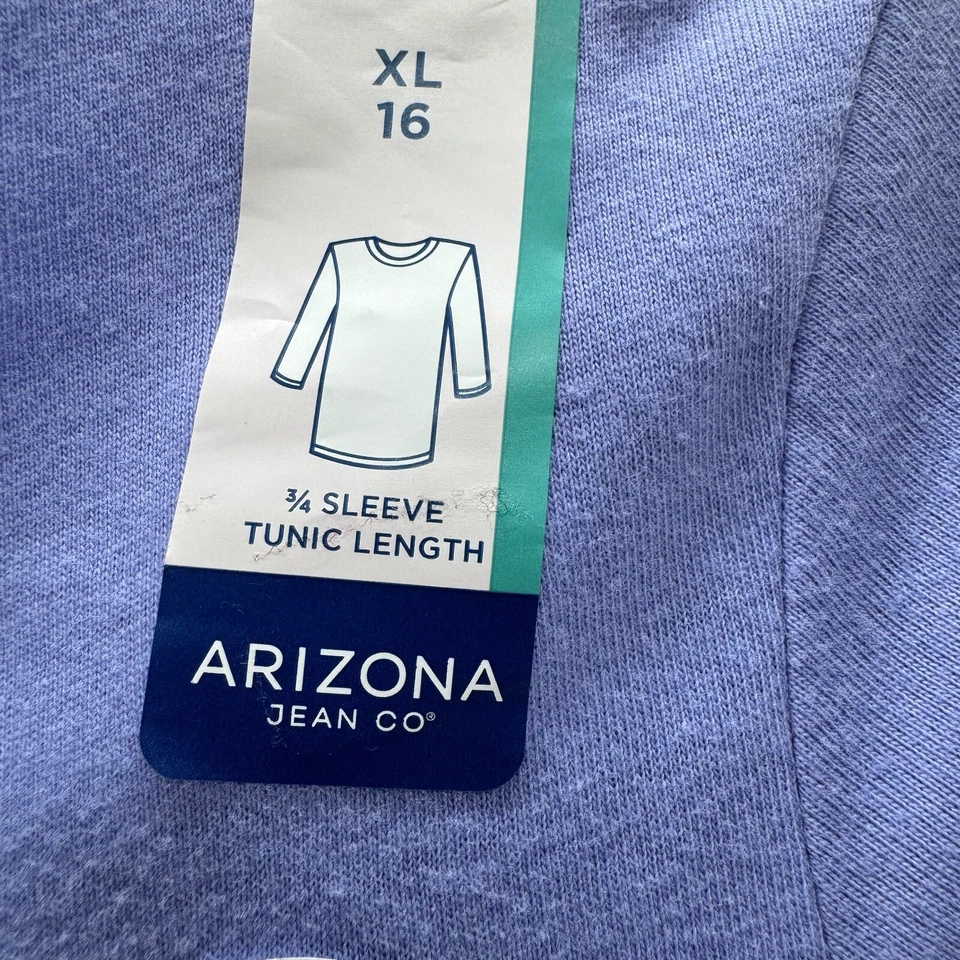 XL
16
¾ SLEEVE
TUNIC LENGTH
ARIZONA
JEAN CO®